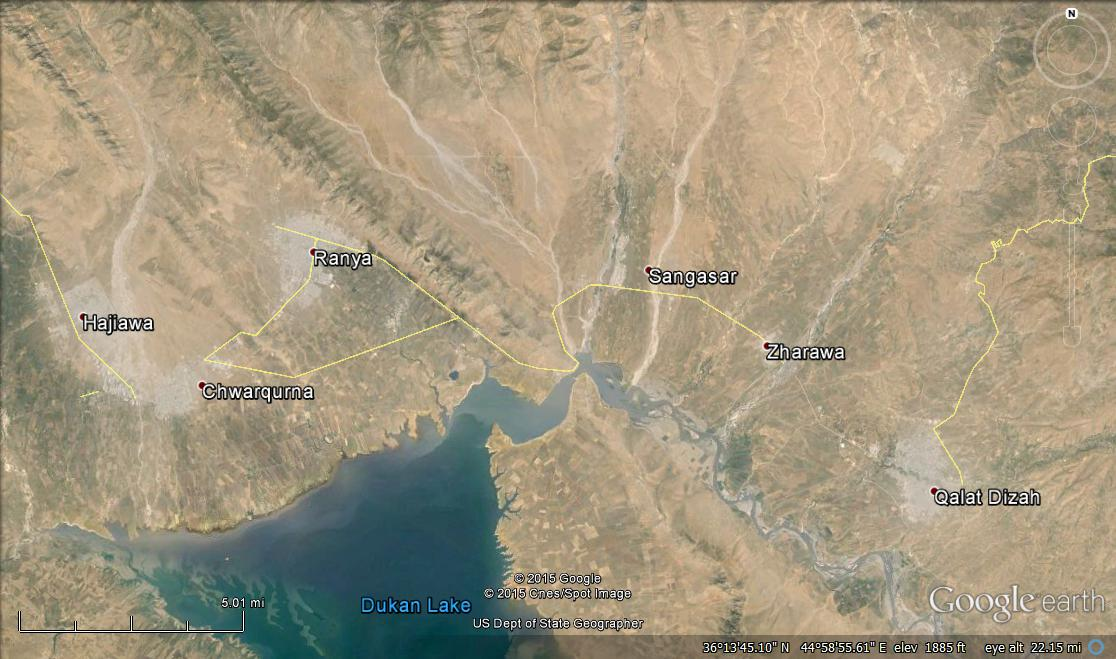 N
Ranya
Sangasar
Hajiawa
Zharawa
Chwarqurna
Qalat Dizah
© 2015 Google
© 2015 Cnes/Spot Image
US Dept of State Geographer
Dukan Lake
5.01 mi
Google earth
36°13'45.10" N 44°58'55.61" E elev 1885 ft eye alt 22.15 mi